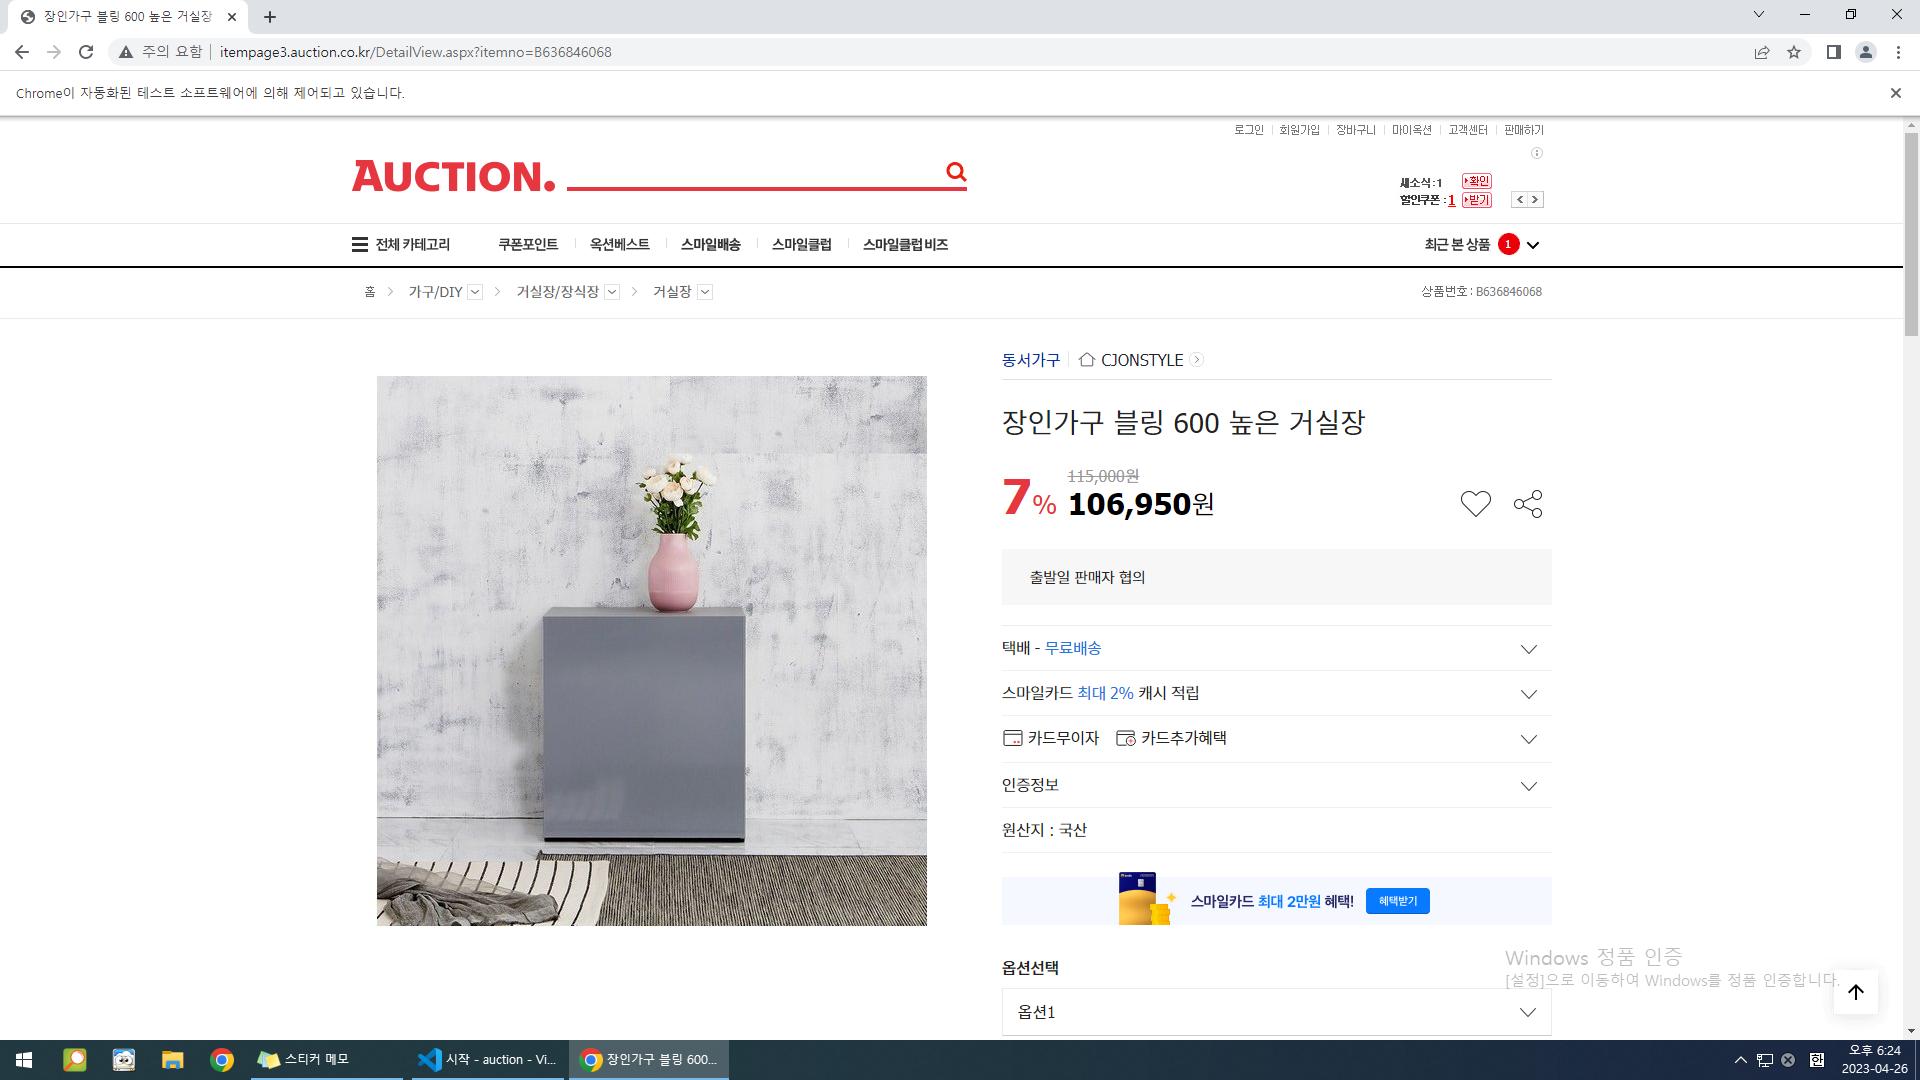 장인가구 블링 600 높은 거실장
주의 요함 itempage3.auction.co.kr/DetailView.aspx?itemno=B636846068
Chrome이 자동화된 테스트 소프트웨어에 의해 제어되고 있습니다.
로그인 회원가입 장바구니 마이옥션 고객센터 판매하기
AUCTION.
새소식:1 확인
할인쿠폰 : 1 받기
전체 카테고리 쿠폰포인트 옥션베스트 스마일배송 스마일클럽 스마일클럽 비즈 최근 본 상품 1
홈 가구/DIY 거실장/장식장 거실장 상품번호 : B636846068
동서가구 CJONSTYLE
장인가구 블링 600 높은 거실장
115,000원
7% 106,950원
출발일 판매자 협의
택배 - 무료배송
스마일카드 최대 2% 캐시 적립
카드무이자 카드추가혜택
인증정보
원산지 : 국산
스마일카드 최대 2만원 혜택! 혜택받기
Windows 정품 인증
옵션선택
[설정]으로 이동하여 Windows를 정품 인증합니다.
옵션1
스티커 메모 시작 - auction - Vi... 장인가구 블링 600... 한 오후 6:24
2023-04-26